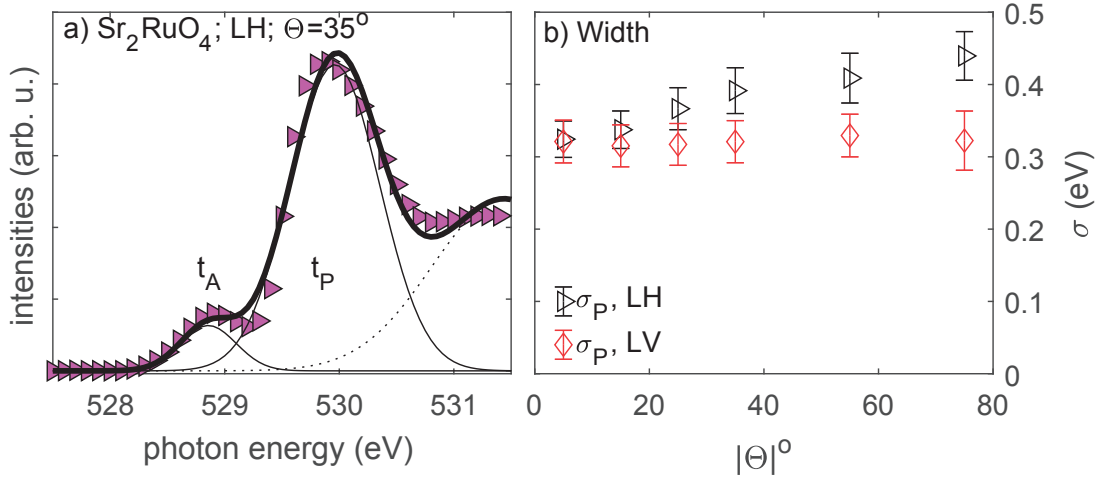 a) Sr2RuO4; LH; Θ=35°
intensities (arb. u.)
tA
tP
528
529
530
531
photon energy (eV)
b) Width
0.5
0.4
0.3
0.2
0.1
0
σ (eV)
σP, LH
σP, LV
0
20
40
60
80
|Θ|°